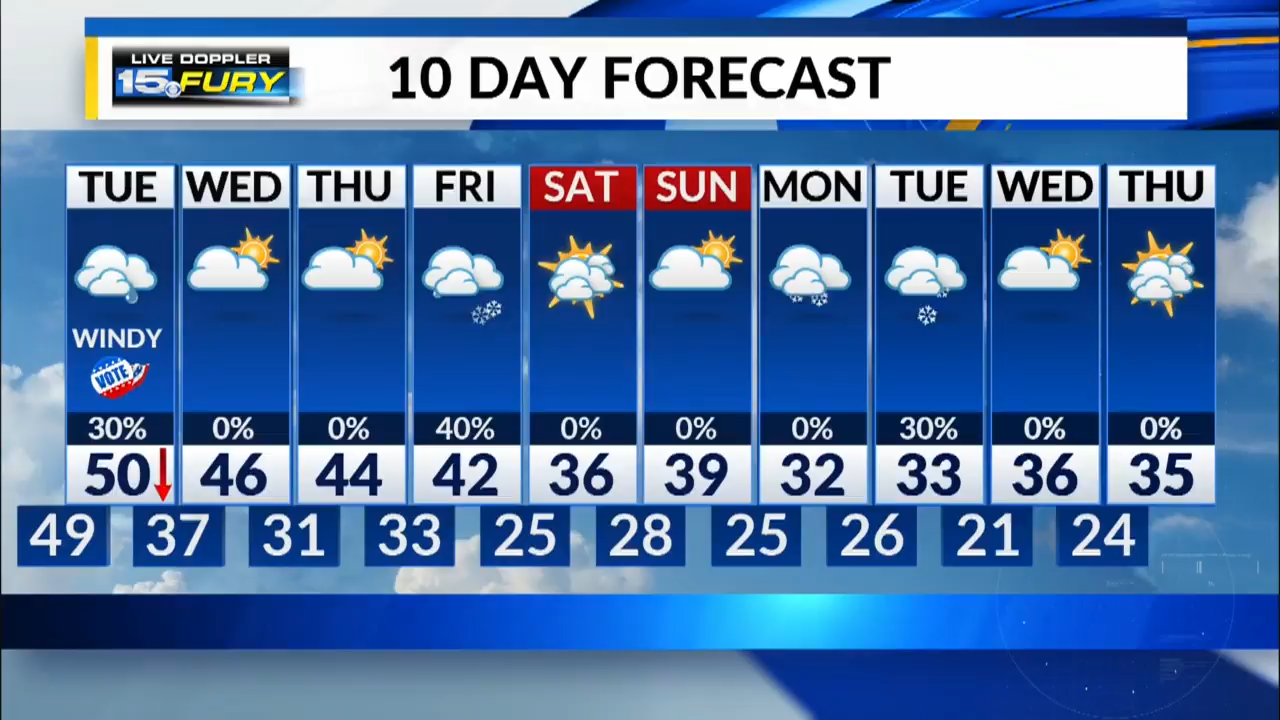 LIVE DOPPLER
15 FURY
10 DAY FORECAST
TUE WED THU FRI SAT SUN MON TUE WED THU
WINDY
VOTE
30% 0% 0% 40% 0% 0% 0% 30% 0% 0%
50 46 44 42 36 39 32 33 36 35
49 37 31 33 25 28 25 26 21 24